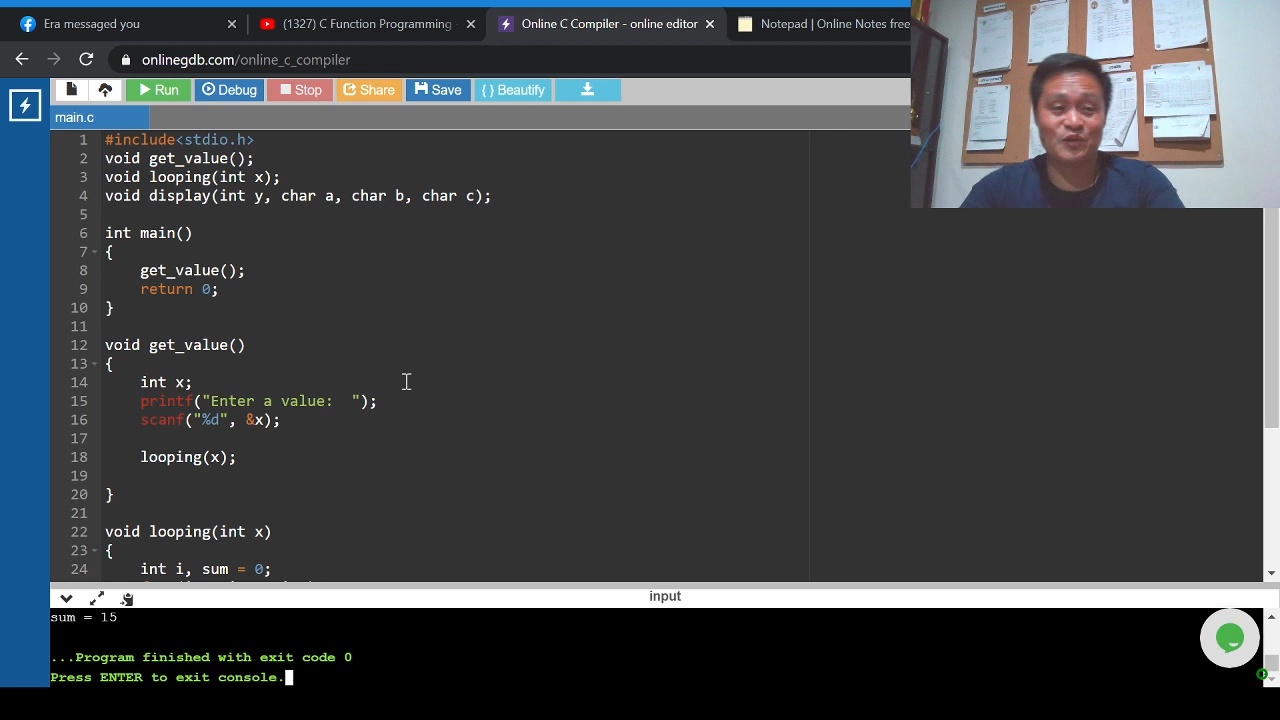 Era messaged you
(1327) C Function Programming
Online C Compiler - online editor
Notepad | Online Notes free
onlinegdb.com/online_c_compiler
Run Debug Stop Share Save { } Beautify
main.c
1 #include<stdio.h>
2 void get_value();
3 void looping(int x);
4 void display(int y, char a, char b, char c);
5
6 int main()
7 {
8 get_value();
9 return 0;
10 }
11
12 void get_value()
13 {
14 int x;
15 printf("Enter a value:  ");
16 scanf("%d", &x);
17
18 looping(x);
19
20 }
21
22 void looping(int x)
23 {
24 int i, sum = 0;
input
sum = 15
...Program finished with exit code 0
Press ENTER to exit console.